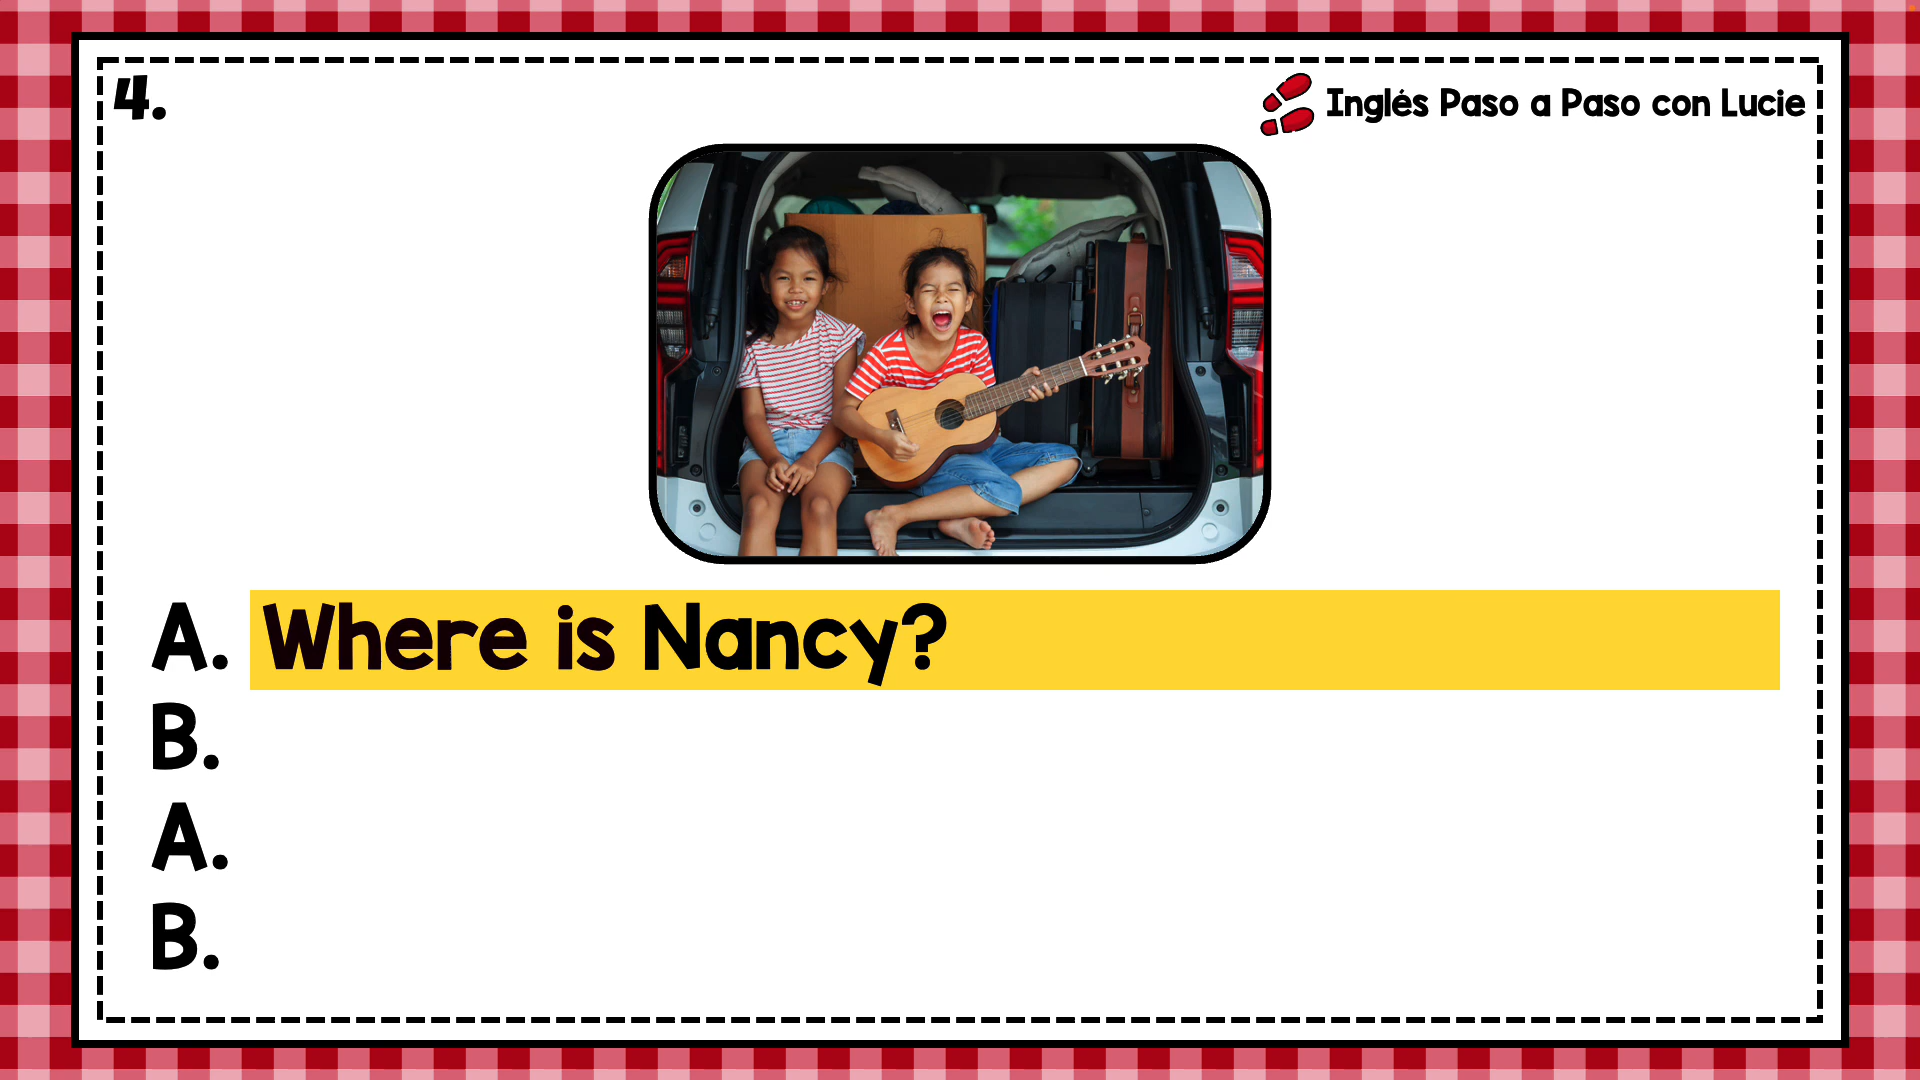 4.
Inglés Paso a Paso con Lucie
A. Where is Nancy?
B.
A.
B.